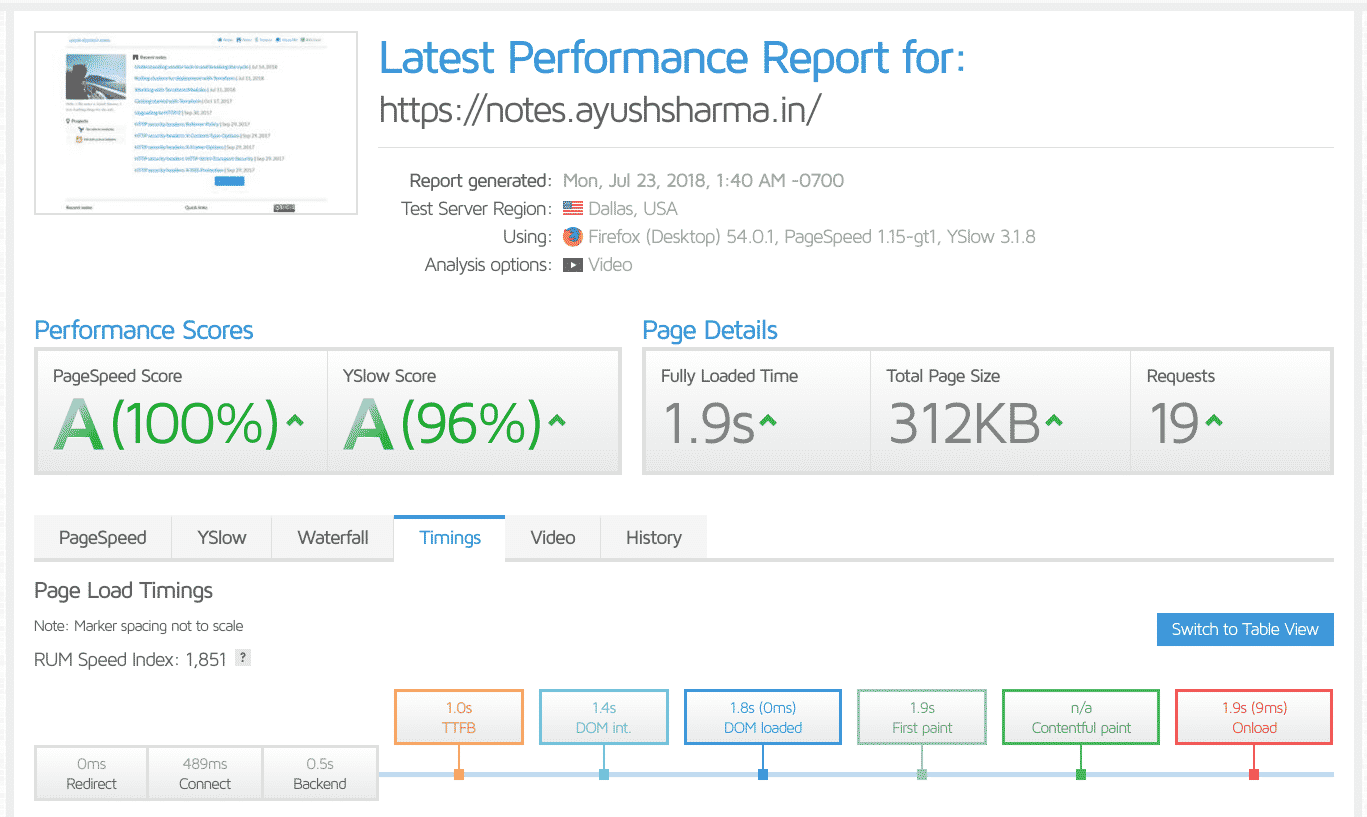 Latest Performance Report for:
https://notes.ayushsharma.in/
Report generated: Mon, Jul 23, 2018, 1:40 AM -0700
Test Server Region: Dallas, USA
Using: Firefox (Desktop) 54.0.1, PageSpeed 1.15-gt1, YSlow 3.1.8
Analysis options: Video
Performance Scores
PageSpeed Score
A(100%)
YSlow Score
A(96%)
Page Details
Fully Loaded Time
1.9s
Total Page Size
312KB
Requests
19
PageSpeed
YSlow
Waterfall
Timings
Video
History
Page Load Timings
Note: Marker spacing not to scale
Switch to Table View
RUM Speed Index: 1,851 ?
0ms
Redirect
489ms
Connect
0.5s
Backend
1.0s
TTFB
1.4s
DOM int.
1.8s (0ms)
DOM loaded
1.9s
First paint
n/a
Contentful paint
1.9s (9ms)
Onload